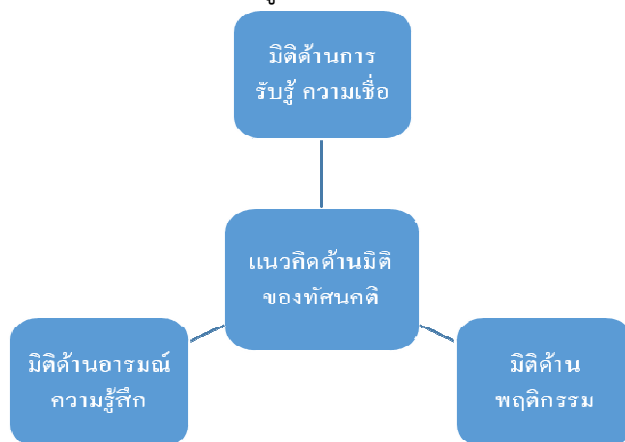 มิติด้านการ
รับรู้ ความเชื่อ
แนวคิดด้านมิติ
ของทัศนคติ
มิติด้านอารมณ์
ความรู้สึก
มิติด้าน
พฤติกรรม